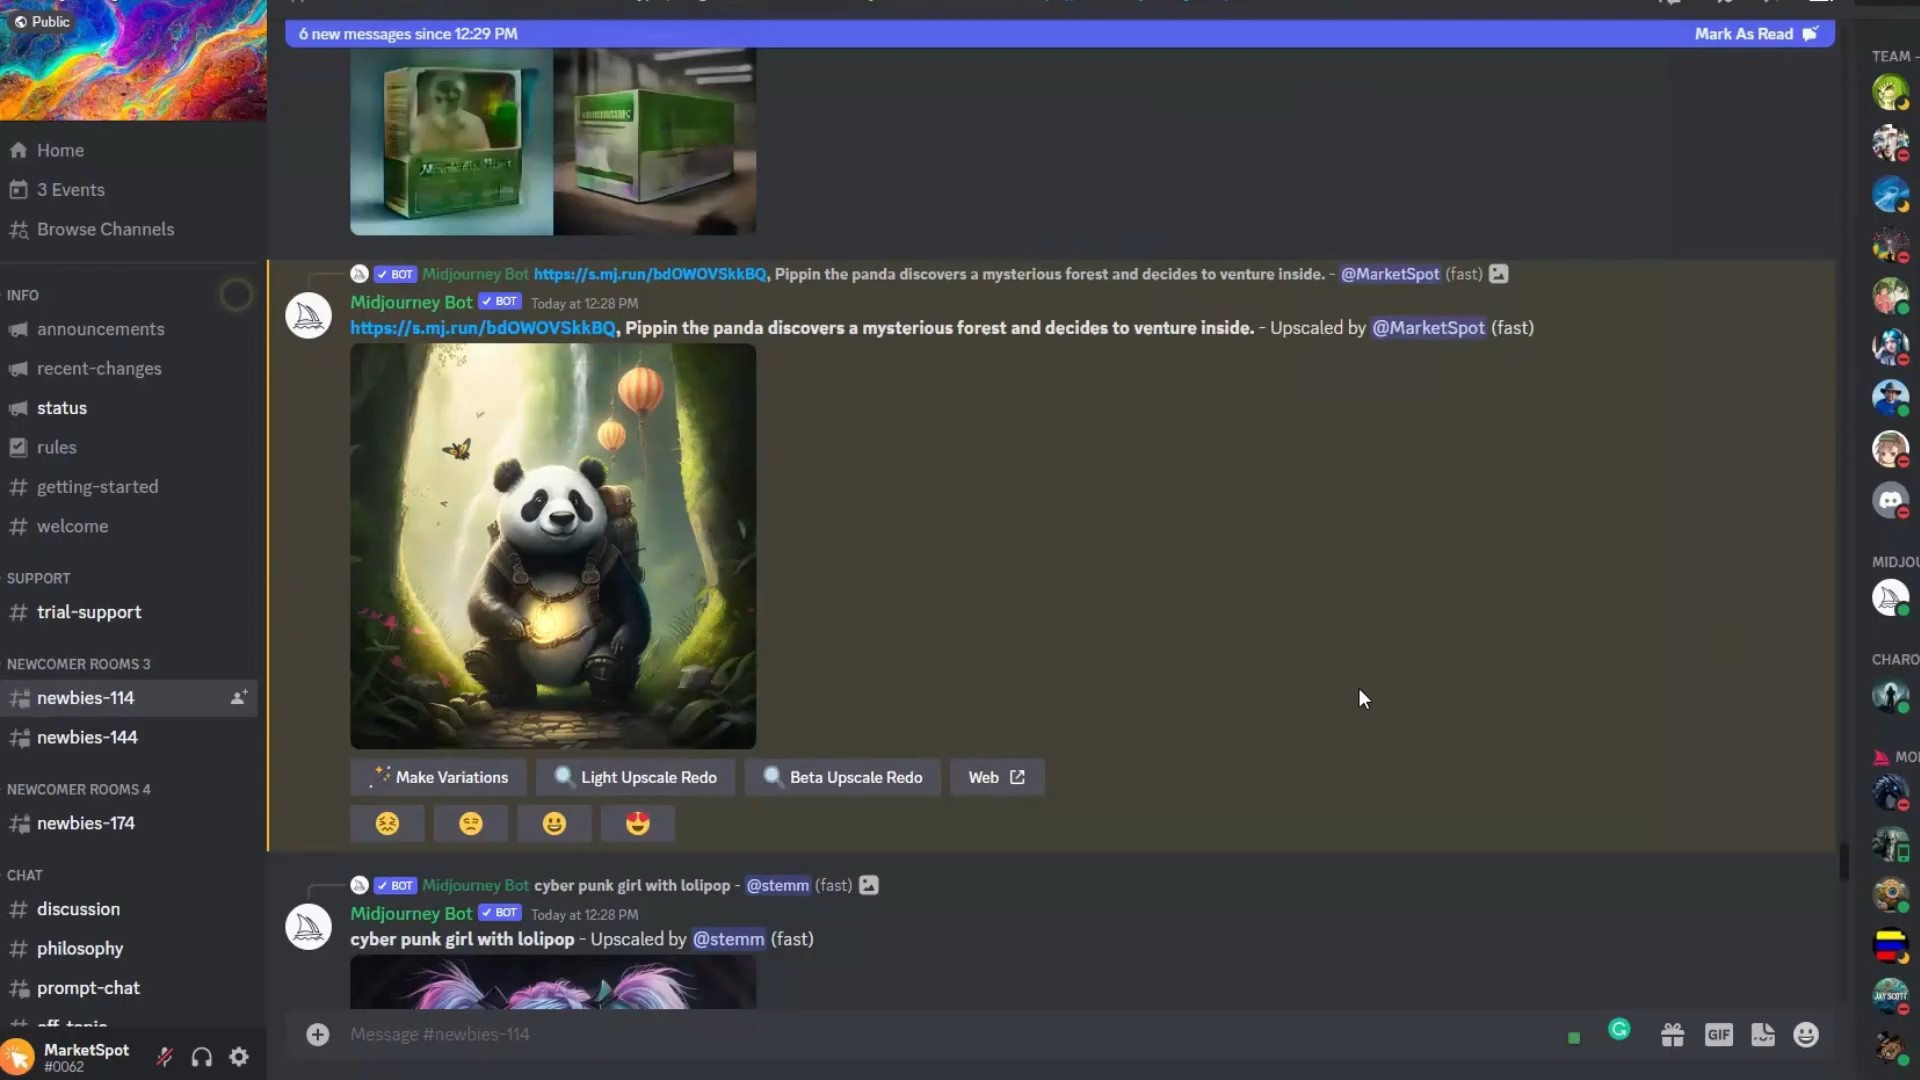 Public
6 new messages since 12:29 PM
Mark As Read
Home
3 Events
Browse Channels
INFO
announcements
recent-changes
status
rules
getting-started
welcome
SUPPORT
trial-support
NEWCOMER ROOMS 3
newbies-114
newbies-144
NEWCOMER ROOMS 4
newbies-174
CHAT
discussion
philosophy
prompt-chat
off-topic
MarketSpot
#0062
BOT Midjourney Bot https://s.mj.run/bdOWOVSkkBQ, Pippin the panda discovers a mysterious forest and decides to venture inside. - @MarketSpot (fast)
Midjourney Bot BOT Today at 12:28 PM
https://s.mj.run/bdOWOVSkkBQ, Pippin the panda discovers a mysterious forest and decides to venture inside. - Upscaled by @MarketSpot (fast)
Make Variations
Light Upscale Redo
Beta Upscale Redo
Web
BOT Midjourney Bot cyber punk girl with lolipop - @stemm (fast)
Midjourney Bot BOT Today at 12:28 PM
cyber punk girl with lolipop - Upscaled by @stemm (fast)
Message #newbies-114
GIF
TEAM -
MIDJOU
CHARO
MO
JAY SCOTT